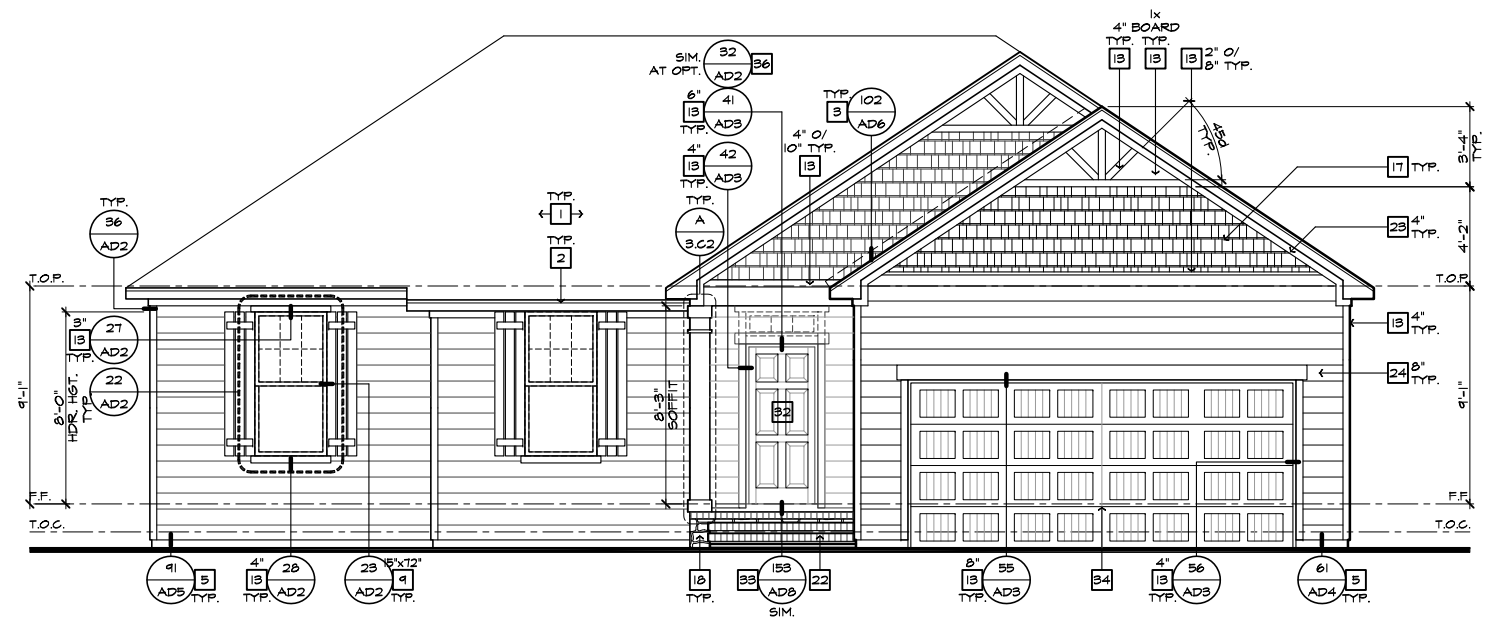 1x
4" BOARD
TYP. TYP.
13 13 13 2" O/
8" TYP.
SIM.
AT OPT.
32
AD2
36
6"
13
TYP.
41
AD3
TYP.
3
102
AD6
4" O/
10" TYP.
13
4"
13
TYP.
42
AD3
45d
TYP.
3'-4"
TYP.
17 TYP.
TYP.
36
AD2
TYP.
1
TYP.
2
TYP.
A
3.C2
23 4"
TYP.
4'-2"
T.O.P.
T.O.P.
3"
13
TYP.
27
AD2
13 4"
TYP.
22
AD2
24 8"
TYP.
9'-1"
8'-0"
HDR. HGT.
TYP.
8'-3"
SOFFIT
32
9'-1"
F.F.
F.F.
T.O.C.
T.O.C.
91
AD5
5
TYP.
4"
13
TYP.
28
AD2
23
AD2
15"x72"
9
TYP.
18
TYP.
33
153
AD8
SIM.
22
8"
13
TYP.
55
AD3
34
4"
13
TYP.
56
AD3
61
AD4
5
TYP.